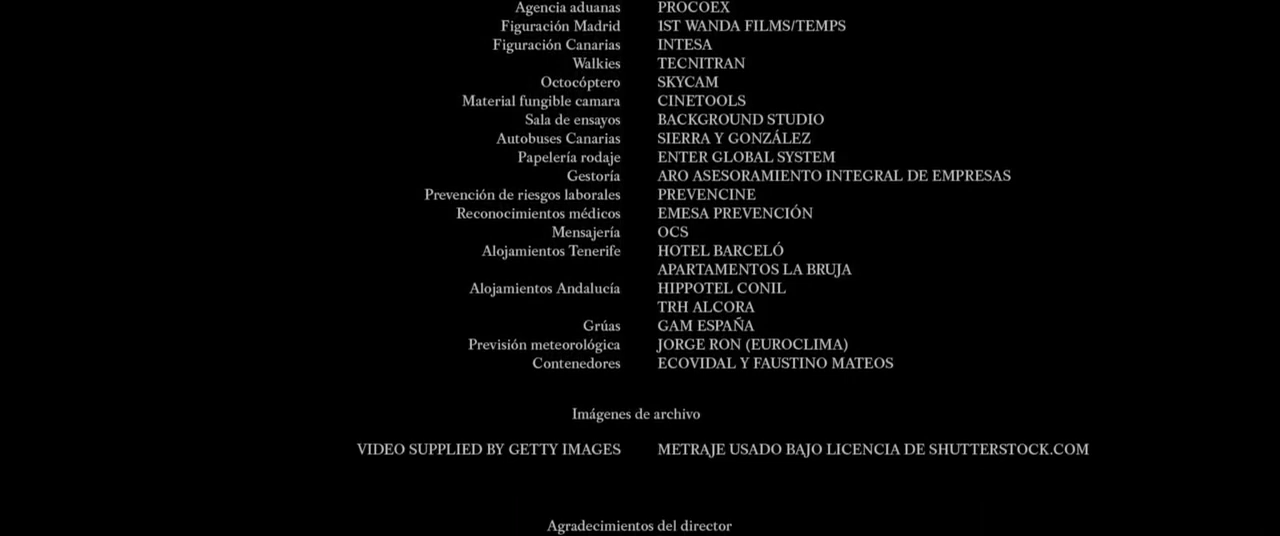 Agencia aduanas PROCOEX
Figuración Madrid 1ST WANDA FILMS/TEMPS
Figuración Canarias INTESA
Walkies TECNITRAN
Octocóptero SKYCAM
Material fungible camara CINETOOLS
Sala de ensayos BACKGROUND STUDIO
Autobuses Canarias SIERRA Y GONZÁLEZ
Papelería rodaje ENTER GLOBAL SYSTEM
Gestoría ARO ASESORAMIENTO INTEGRAL DE EMPRESAS
Prevención de riesgos laborales PREVENCINE
Reconocimientos médicos EMESA PREVENCIÓN
Mensajería OCS
Alojamientos Tenerife HOTEL BARCELÓ
APARTAMENTOS LA BRUJA
Alojamientos Andalucía HIPPOTEL CONIL
TRH ALCORA
Grúas GAM ESPAÑA
Previsión meteorológica JORGE RON (EUROCLIMA)
Contenedores ECOVIDAL Y FAUSTINO MATEOS
Imágenes de archivo
VIDEO SUPPLIED BY GETTY IMAGES METRAJE USADO BAJO LICENCIA DE SHUTTERSTOCK.COM
Agradecimientos del director